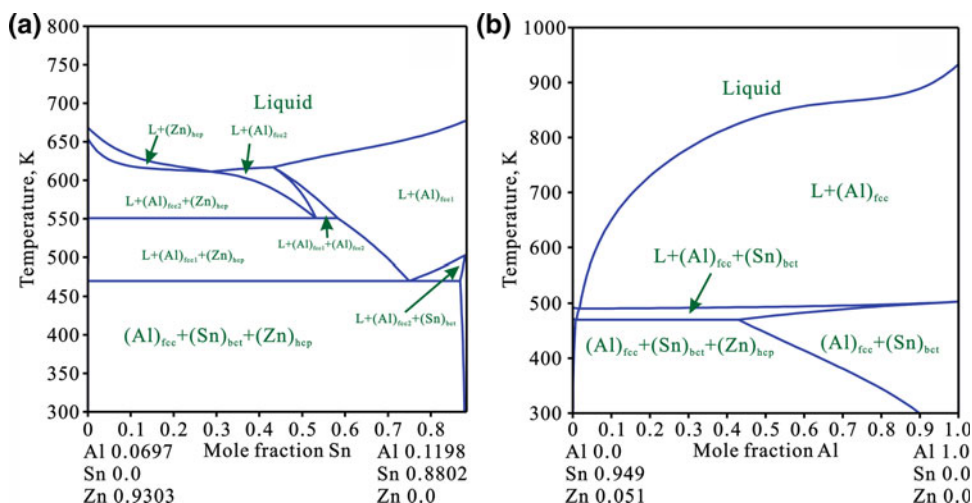 (a)
800
750
700
650
600
550
500
450
400
350
300
Temperature, K
Liquid
L+(Zn)hcp
L+(Al)fcc2
L+(Al)fcc2+(Zn)hcp
L+(Al)fcc1
L+(Al)fcc1+(Al)fcc2
L+(Al)fcc1+(Zn)hcp
L+(Al)fcc2+(Sn)bct
(Al)fcc+(Sn)bct+(Zn)hcp
0 0.1 0.2 0.3 0.4 0.5 0.6 0.7 0.8
Al 0.0697 Mole fraction Sn Al 0.1198
Sn 0.0 Sn 0.8802
Zn 0.9303 Zn 0.0
(b)
1000
900
800
700
600
500
400
300
Temperature, K
Liquid
L+(Al)fcc
L+(Al)fcc+(Sn)bct
(Al)fcc+(Sn)bct+(Zn)hcp
(Al)fcc+(Sn)bct
0 0.1 0.2 0.3 0.4 0.5 0.6 0.7 0.8 0.9 1.0
Al 0.0 Mole fraction Al Al 1.0
Sn 0.949 Sn 0.0
Zn 0.051 Zn 0.0